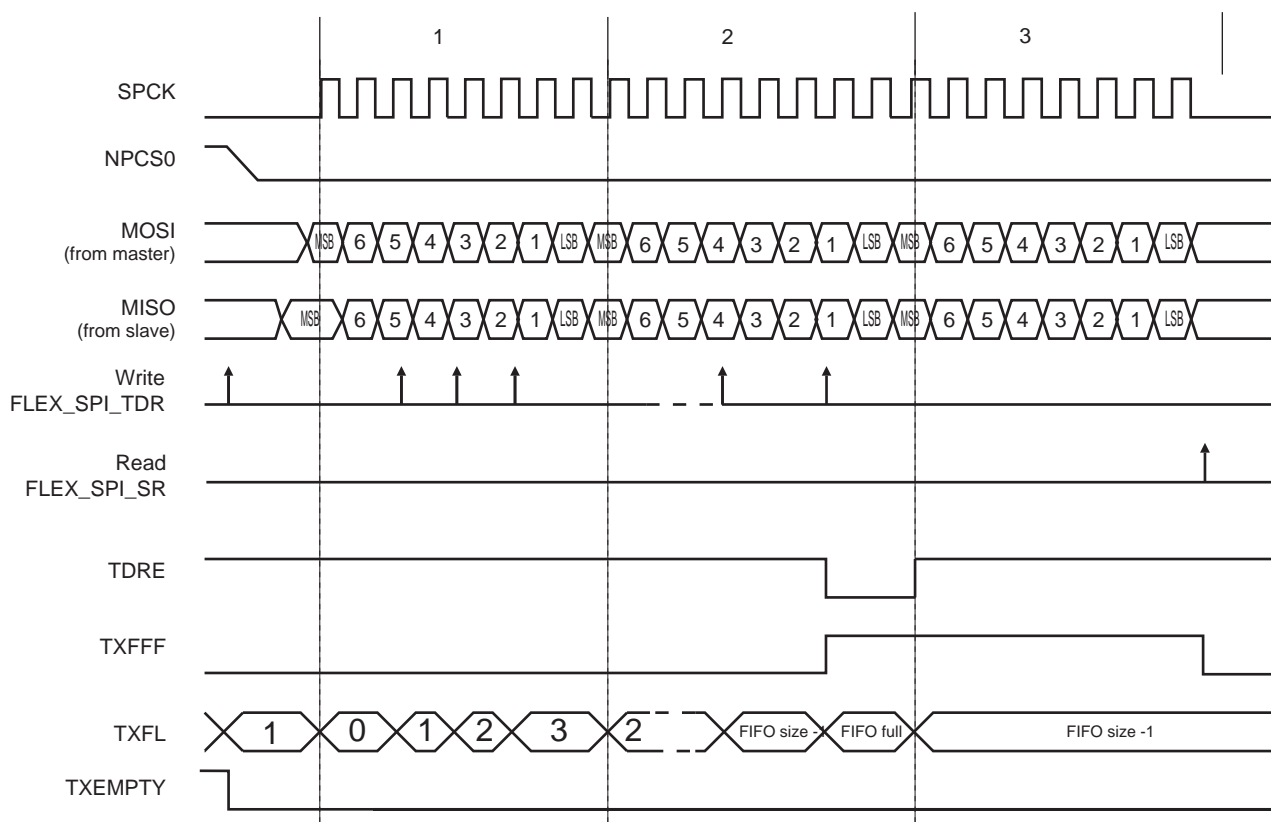 1 2 3
SPCK
NPCS0
MOSI
(from master)
MSB 6 5 4 3 2 1 LSB MSB 6 5 4 3 2 1 LSB MSB 6 5 4 3 2 1 LSB
MISO
(from slave)
MSB 6 5 4 3 2 1 LSB MSB 6 5 4 3 2 1 LSB MSB 6 5 4 3 2 1 LSB
Write
FLEX_SPI_TDR
Read
FLEX_SPI_SR
TDRE
TXFFF
TXFL
1 0 1 2 3 2 FIFO size -1 FIFO full FIFO size -1
TXEMPTY